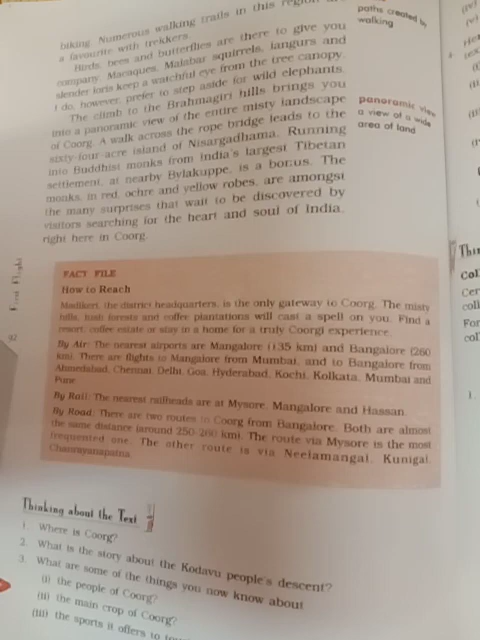 biking. Numerous walking trails in this region are
a favourite with trekkers.
Birds, bees and butterflies are there to give you
company. Macaques, Malabar squirrels, langurs and
slender loris keep a watchful eye from the tree canopy.
I do, however, prefer to step aside for wild elephants.
The climb to the Brahmagiri hills brings you
into a panoramic view of the entire misty landscape
of Coorg. A walk across the rope bridge leads to the
sixty-four-acre island of Nisargadhama. Running
into Buddhist monks from India's largest Tibetan
settlement, at nearby Bylakuppe, is a bonus. The
monks, in red, ochre and yellow robes, are amongst
the many surprises that wait to be discovered by
visitors searching for the heart and soul of India,
right here in Coorg.
paths created by
walking
panoramic view
a view of a wide
area of land
First Flight
92
FACT FILE
How to Reach
Madikeri, the district headquarters, is the only gateway to Coorg. The misty
hills, lush forests and coffee plantations will cast a spell on you. Find a
resort, coffee estate or stay in a home for a truly Coorgi experience.
By Air: The nearest airports are Mangalore (135 km) and Bangalore (260
km). There are flights to Mangalore from Mumbai, and to Bangalore from
Ahmedabad, Chennai, Delhi, Goa, Hyderabad, Kochi, Kolkata, Mumbai and
Pune.
By Rail: The nearest railheads are at Mysore, Mangalore and Hassan.
By Road: There are two routes to Coorg from Bangalore. Both are almost
the same distance (around 250-260 km). The route via Mysore is the most
frequented one. The other route is via Neelamangal, Kunigal,
Channrayanapatna.
Thinking about the Text
1. Where is Coorg?
2. What is the story about the Kodavu people's descent?
3. What are some of the things you now know about
(i) the people of Coorg?
(ii) the main crop of Coorg?
(iii) the sports it offers to
Thin
Col
Cer
coll
For
col
1.